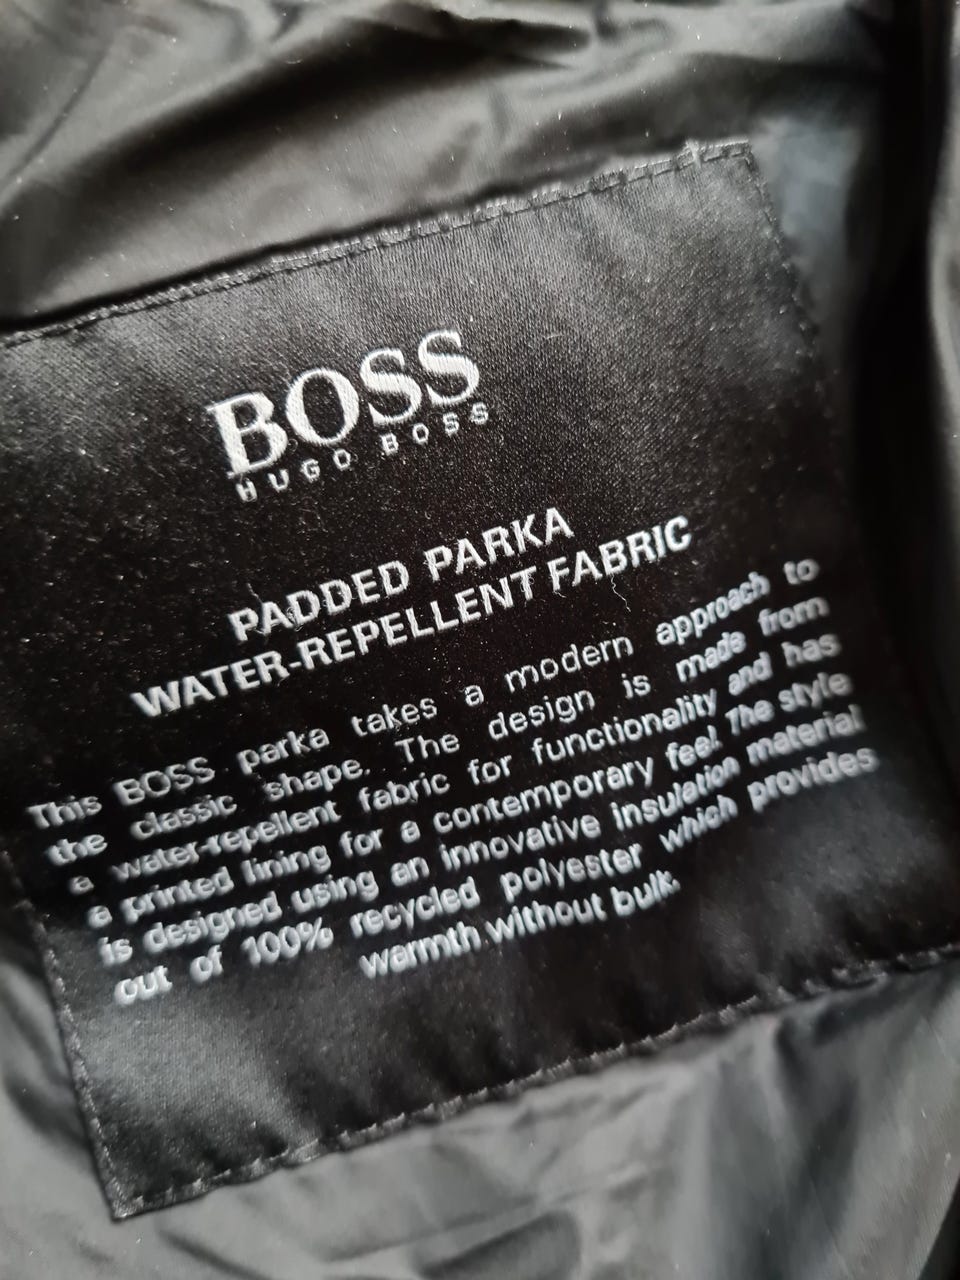 BOSS
HUGO BOSS
PADDED PARKA
WATER-REPELLENT FABRIC
This BOSS parka takes a modern approach to
the classic shape. The design is made from
a water-repellent fabric for functionality and has
a printed lining for a contemporary feel. The style
is designed using an innovative insulation material
out of 100% recycled polyester which provides
warmth without bulk.